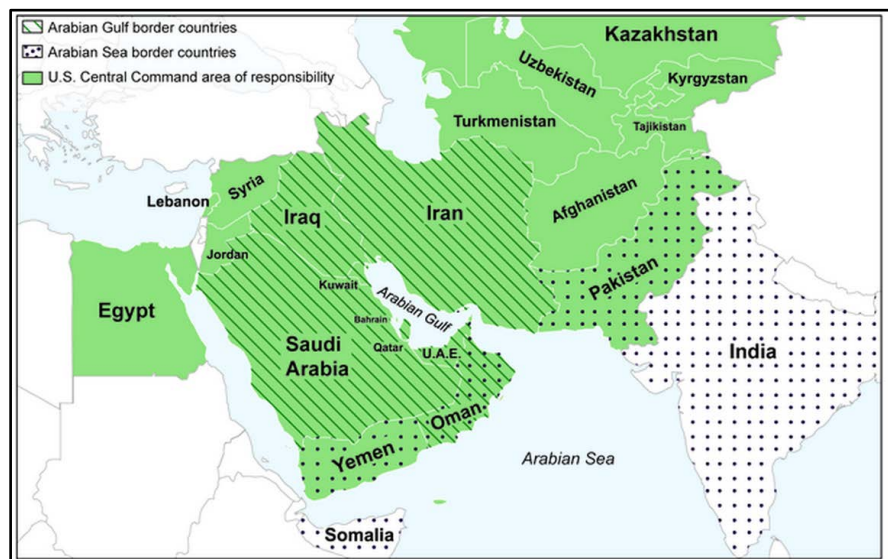 Arabian Gulf border countries
Arabian Sea border countries
U.S. Central Command area of responsibility
Kazakhstan
Uzbekistan
Kyrgyzstan
Turkmenistan
Tajikistan
Syria
Lebanon
Iraq
Iran
Afghanistan
Jordan
Kuwait
Pakistan
Egypt
Arabian Gulf
Bahrain
Saudi
Arabia
Qatar
U.A.E.
India
Oman
Yemen
Arabian Sea
Somalia